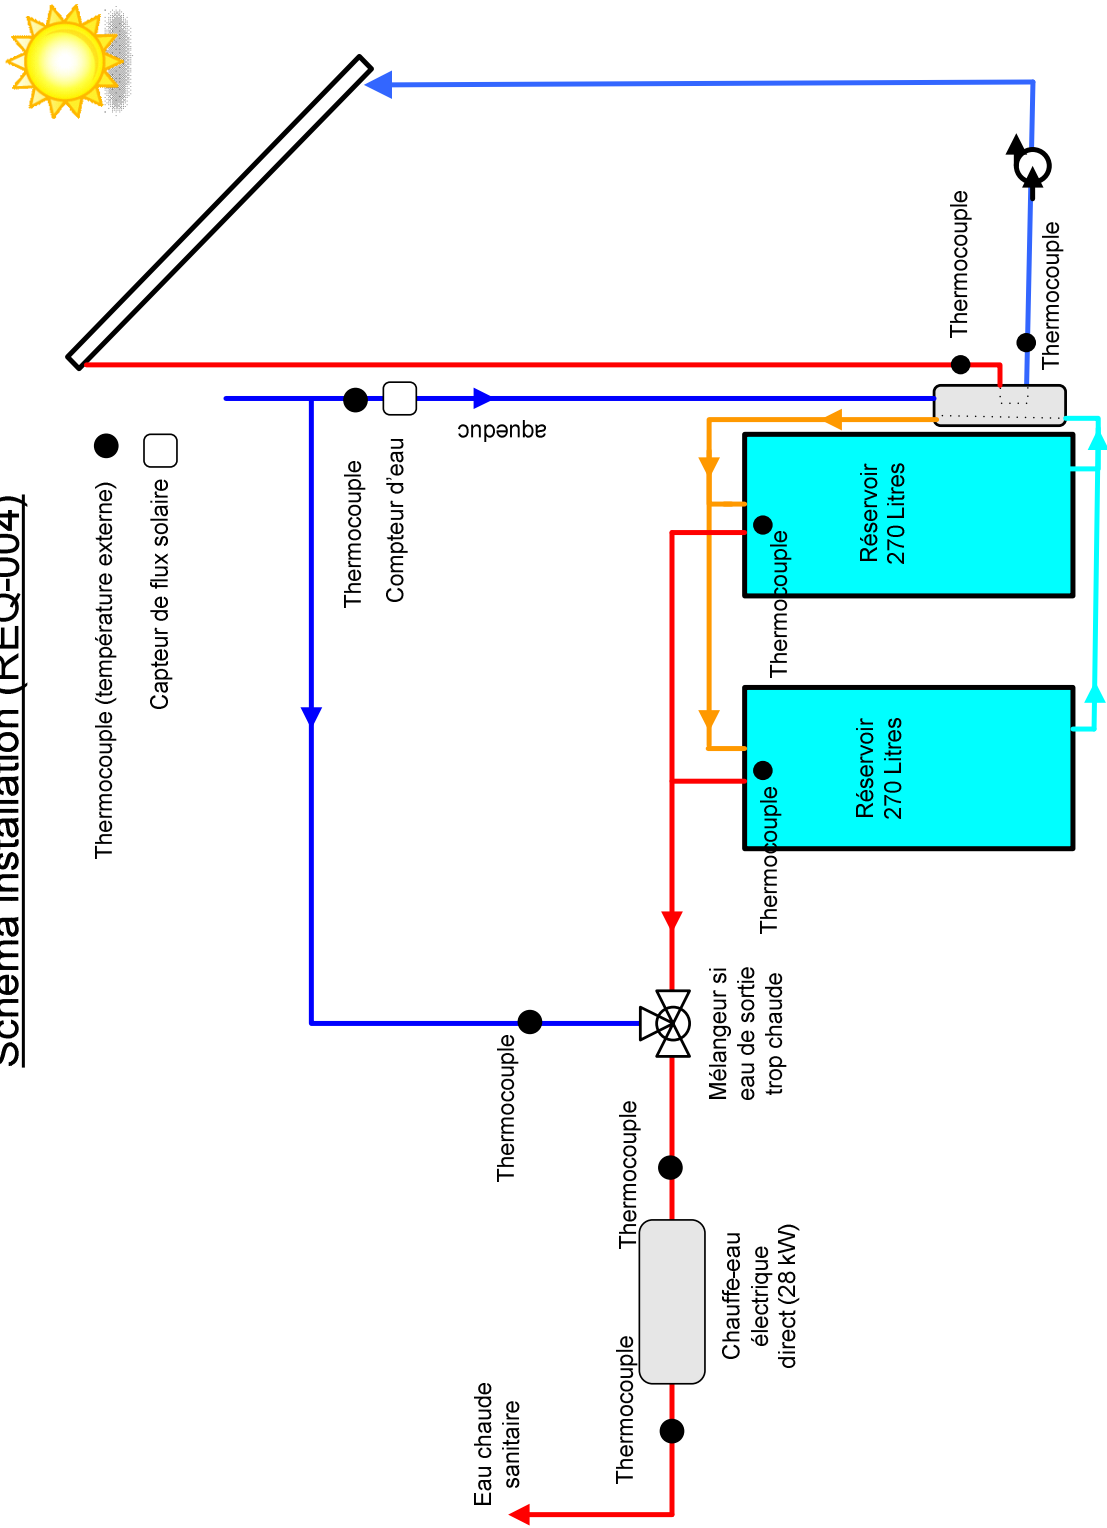 Schéma Installation (REQ-004)
Thermocouple (température externe)
Capteur de flux solaire
Thermocouple
Compteur d'eau
aqueduc
Thermocouple
Thermocouple
Réservoir
270 Litres
Thermocouple
Réservoir
270 Litres
Thermocouple
Thermocouple
Mélangeur si
eau de sortie
trop chaude
Thermocouple
Chauffe-eau
électrique
direct (28 kW)
Thermocouple
Eau chaude
sanitaire